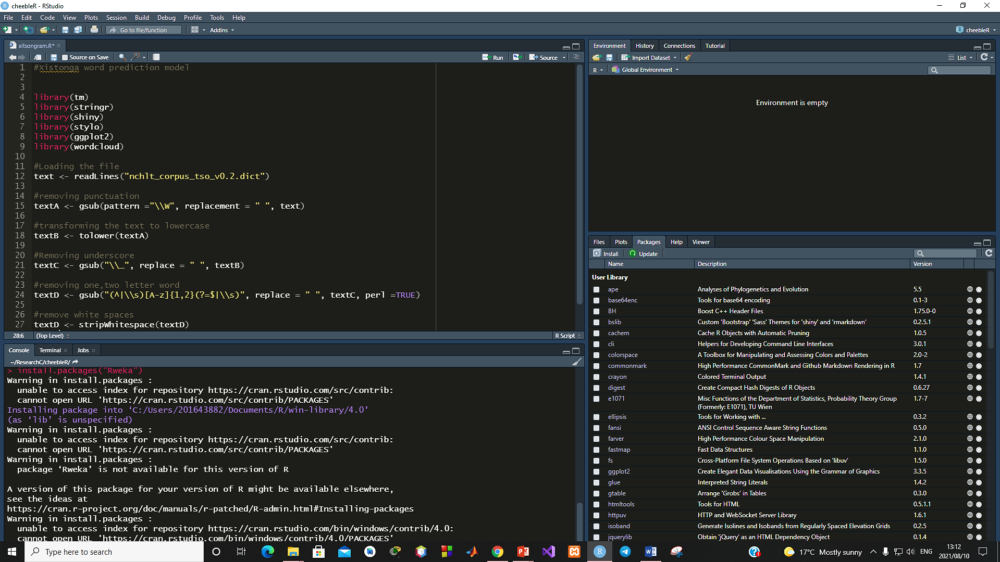 cheebleR - RStudio
File Edit Code View Plots Session Build Debug Profile Tools Help
Go to file/function Addins cheebleR
xitsongram.R*
Source on Save Run Source
1 #Xistonga word prediction model
2
3
4 library(tm)
5 library(stringr)
6 library(shiny)
7 library(stylo)
8 library(ggplot2)
9 library(wordcloud)
10
11 #Loading the file
12 text <- readLines("nchlt_corpus_tso_v0.2.dict")
13
14 #removing punctuation
15 textA <- gsub(pattern ="\\W", replacement = " ", text)
16
17 #transforming the text to lowercase
18 textB <- tolower(textA)
19
20 #Removing underscore
21 textC <- gsub("\\_", replace = " ", textB)
22
23 #removing one,two letter word
24 textD <- gsub("(^|\\s)[A-z]{1,2}(?=$|\\s)", replace = " ", textC, perl =TRUE)
25
26 #remove white spaces
27 textD <- stripWhitespace(textD)
28:6 (Top Level) R Script
Console Terminal Jobs
~/ResearchC/cheebleR/
> install.packages("Rweka")
Warning in install.packages :
unable to access index for repository https://cran.rstudio.com/src/contrib:
cannot open URL 'https://cran.rstudio.com/src/contrib/PACKAGES'
Installing package into ‘C:/Users/201643882/Documents/R/win-library/4.0’
(as ‘lib’ is unspecified)
Warning in install.packages :
unable to access index for repository https://cran.rstudio.com/src/contrib:
cannot open URL 'https://cran.rstudio.com/src/contrib/PACKAGES'
Warning in install.packages :
package ‘Rweka’ is not available for this version of R

A version of this package for your version of R might be available elsewhere,
see the ideas at
https://cran.r-project.org/doc/manuals/r-patched/R-admin.html#Installing-packages
Warning in install.packages :
unable to access index for repository https://cran.rstudio.com/bin/windows/contrib/4.0:
cannot open URL 'https://cran.rstudio.com/bin/windows/contrib/4.0/PACKAGES'
Environment History Connections Tutorial
Import Dataset List
R Global Environment
Environment is empty
Files Plots Packages Help Viewer
Install Update
Name Description Version
User Library
ape Analyses of Phylogenetics and Evolution 5.5
base64enc Tools for base64 encoding 0.1-3
BH Boost C++ Header Files 1.75.0-0
bslib Custom 'Bootstrap' 'Sass' Themes for 'shiny' and 'rmarkdown' 0.2.5.1
cachem Cache R Objects with Automatic Pruning 1.0.5
cli Helpers for Developing Command Line Interfaces 3.0.1
colorspace A Toolbox for Manipulating and Assessing Colors and Palettes 2.0-2
commonmark High Performance CommonMark and Github Markdown Rendering in R 1.7
crayon Colored Terminal Output 1.4.1
digest Create Compact Hash Digests of R Objects 0.6.27
e1071 Misc Functions of the Department of Statistics, Probability Theory Group 1.7-7
(Formerly: E1071), TU Wien
ellipsis Tools for Working with ... 0.3.2
fansi ANSI Control Sequence Aware String Functions 0.5.0
farver High Performance Colour Space Manipulation 2.1.0
fastmap Fast Data Structures 1.1.0
fs Cross-Platform File System Operations Based on 'libuv' 1.5.0
ggplot2 Create Elegant Data Visualisations Using the Grammar of Graphics 3.3.5
glue Interpreted String Literals 1.4.2
gtable Arrange 'Grobs' in Tables 0.3.0
htmltools Tools for HTML 0.5.1.1
httpuv HTTP and WebSocket Server Library 1.6.1
isoband Generate Isolines and Isobands from Regularly Spaced Elevation Grids 0.2.5
jquerylib Obtain 'jQuery' as an HTML Dependency Object 0.1.4
Type here to search
17°C Mostly sunny ENG 13:12
2021/08/10